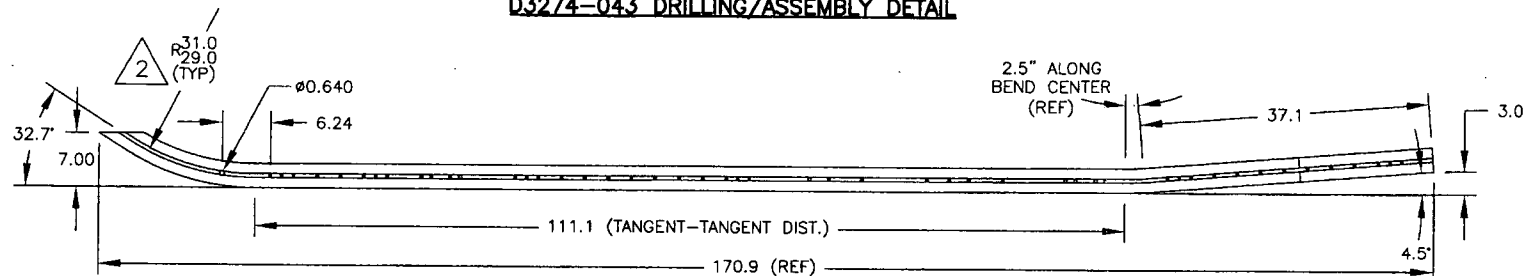 D3274-043 DRILLING/ASSEMBLY DETAIL
2
R31.0
29.0
(TYP)
⌀0.640
6.24
32.7°
7.00
2.5" ALONG
BEND CENTER
(REF)
37.1
3.0
111.1 (TANGENT-TANGENT DIST.)
4.5°
170.9 (REF)